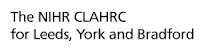 The NIHR CLAHRC
for Leeds, York and Bradford